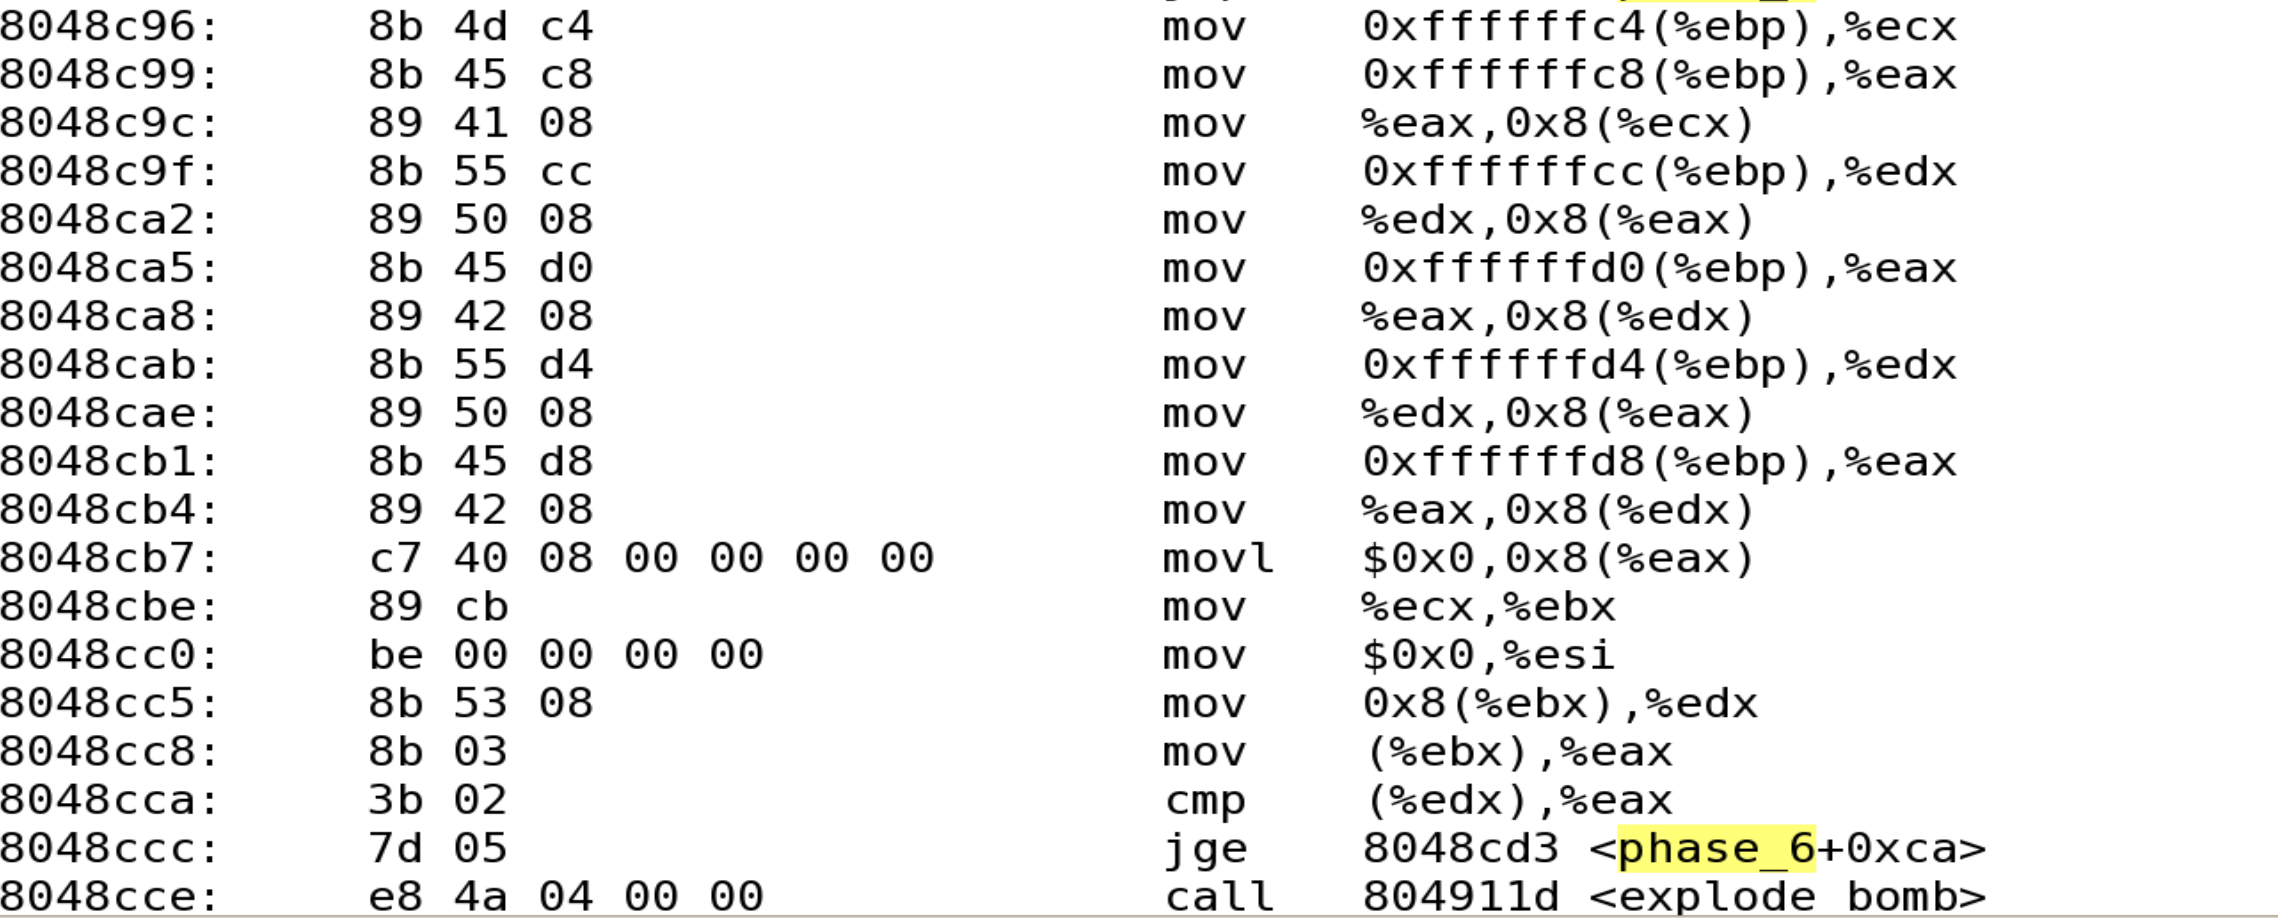 8048c96: 8b 4d c4 mov 0xffffffc4(%ebp),%ecx
8048c99: 8b 45 c8 mov 0xffffffc8(%ebp),%eax
8048c9c: 89 41 08 mov %eax,0x8(%ecx)
8048c9f: 8b 55 cc mov 0xffffffcc(%ebp),%edx
8048ca2: 89 50 08 mov %edx,0x8(%eax)
8048ca5: 8b 45 d0 mov 0xffffffd0(%ebp),%eax
8048ca8: 89 42 08 mov %eax,0x8(%edx)
8048cab: 8b 55 d4 mov 0xffffffd4(%ebp),%edx
8048cae: 89 50 08 mov %edx,0x8(%eax)
8048cb1: 8b 45 d8 mov 0xffffffd8(%ebp),%eax
8048cb4: 89 42 08 mov %eax,0x8(%edx)
8048cb7: c7 40 08 00 00 00 00 movl $0x0,0x8(%eax)
8048cbe: 89 cb mov %ecx,%ebx
8048cc0: be 00 00 00 00 mov $0x0,%esi
8048cc5: 8b 53 08 mov 0x8(%ebx),%edx
8048cc8: 8b 03 mov (%ebx),%eax
8048cca: 3b 02 cmp (%edx),%eax
8048ccc: 7d 05 jge 8048cd3 <phase_6+0xca>
8048cce: e8 4a 04 00 00 call 804911d <explode bomb>